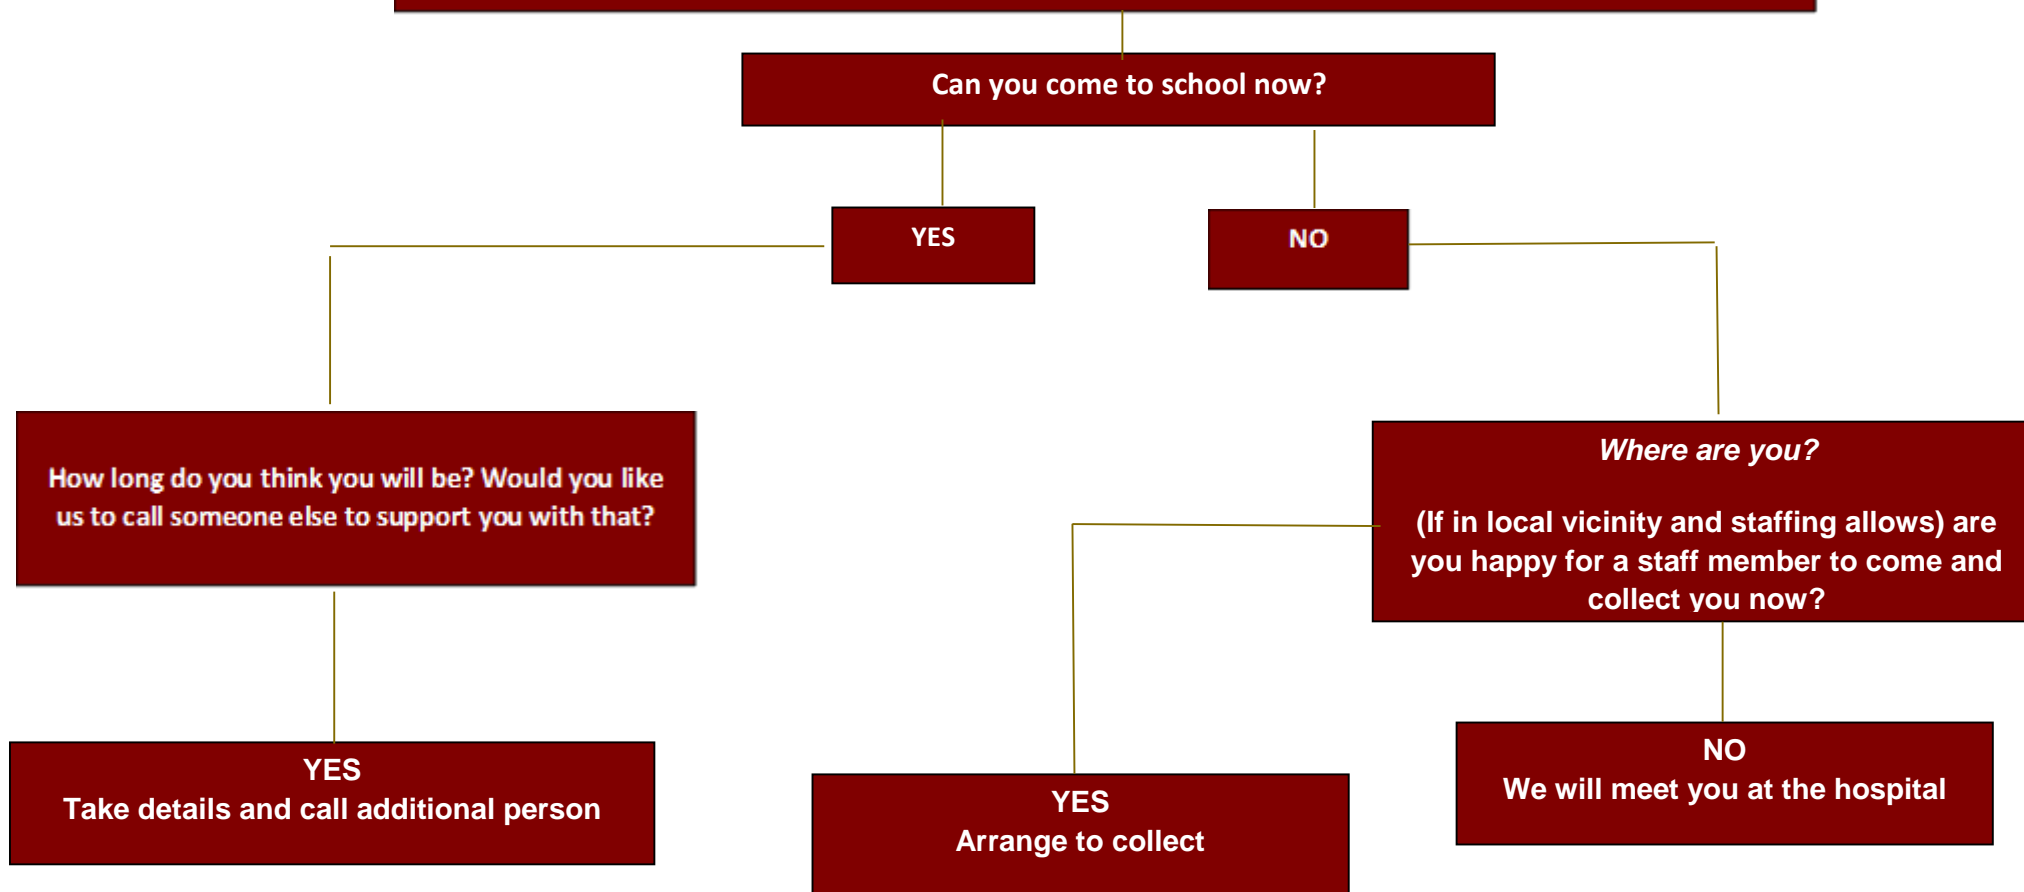 Can you come to school now?
YES
NO
How long do you think you will be? Would you like
us to call someone else to support you with that?
Where are you?
(If in local vicinity and staffing allows) are
you happy for a staff member to come and
collect you now?
YES
Take details and call additional person
YES
Arrange to collect
NO
We will meet you at the hospital